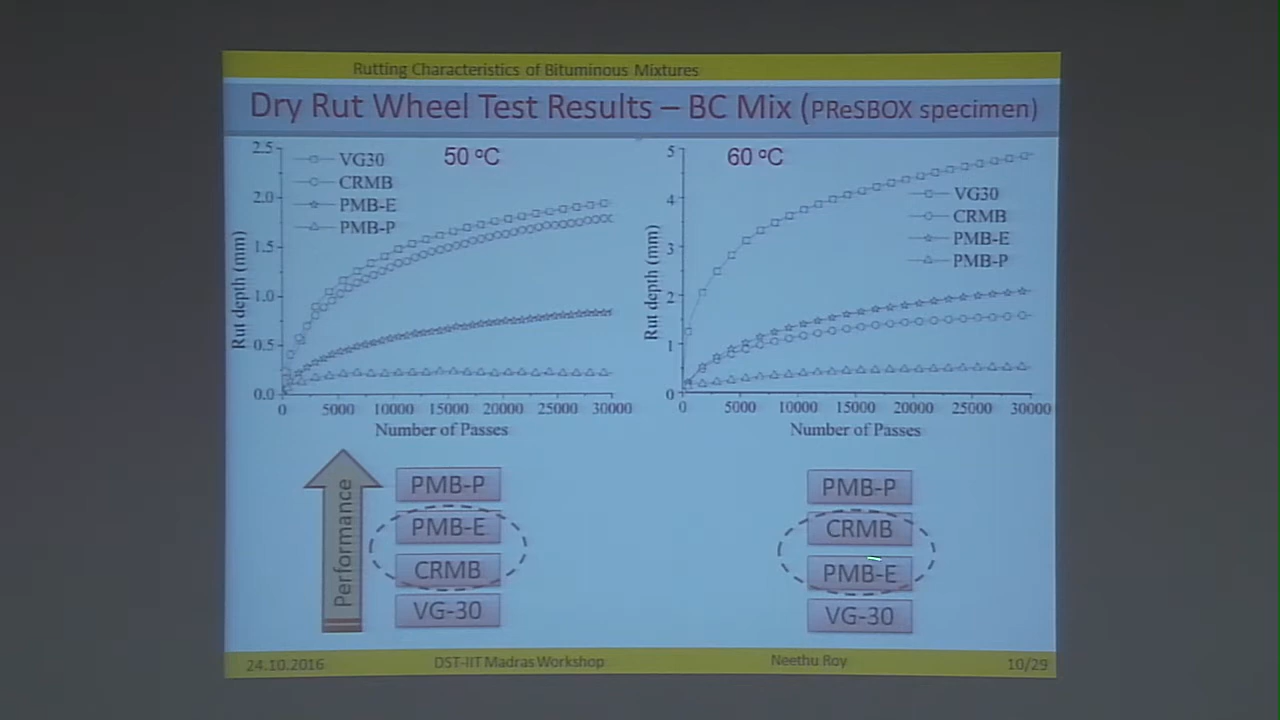 Rutting Characteristics of Bituminous Mixtures
Dry Rut Wheel Test Results – BC Mix (PReSBOX specimen)
50 °C
VG30
CRMB
PMB-E
PMB-P
2.5
2.0
1.5
1.0
0.5
0.0
Rut depth (mm)
0 5000 10000 15000 20000 25000 30000
Number of Passes
60 °C
VG30
CRMB
PMB-E
PMB-P
5
4
3
2
1
0
Rut depth (mm)
0 5000 10000 15000 20000 25000 30000
Number of Passes
Performance
PMB-P
PMB-E
CRMB
VG-30
PMB-P
CRMB
PMB-E
VG-30
24.10.2016 DST-IIT Madras Workshop Neethu Roy 10/29